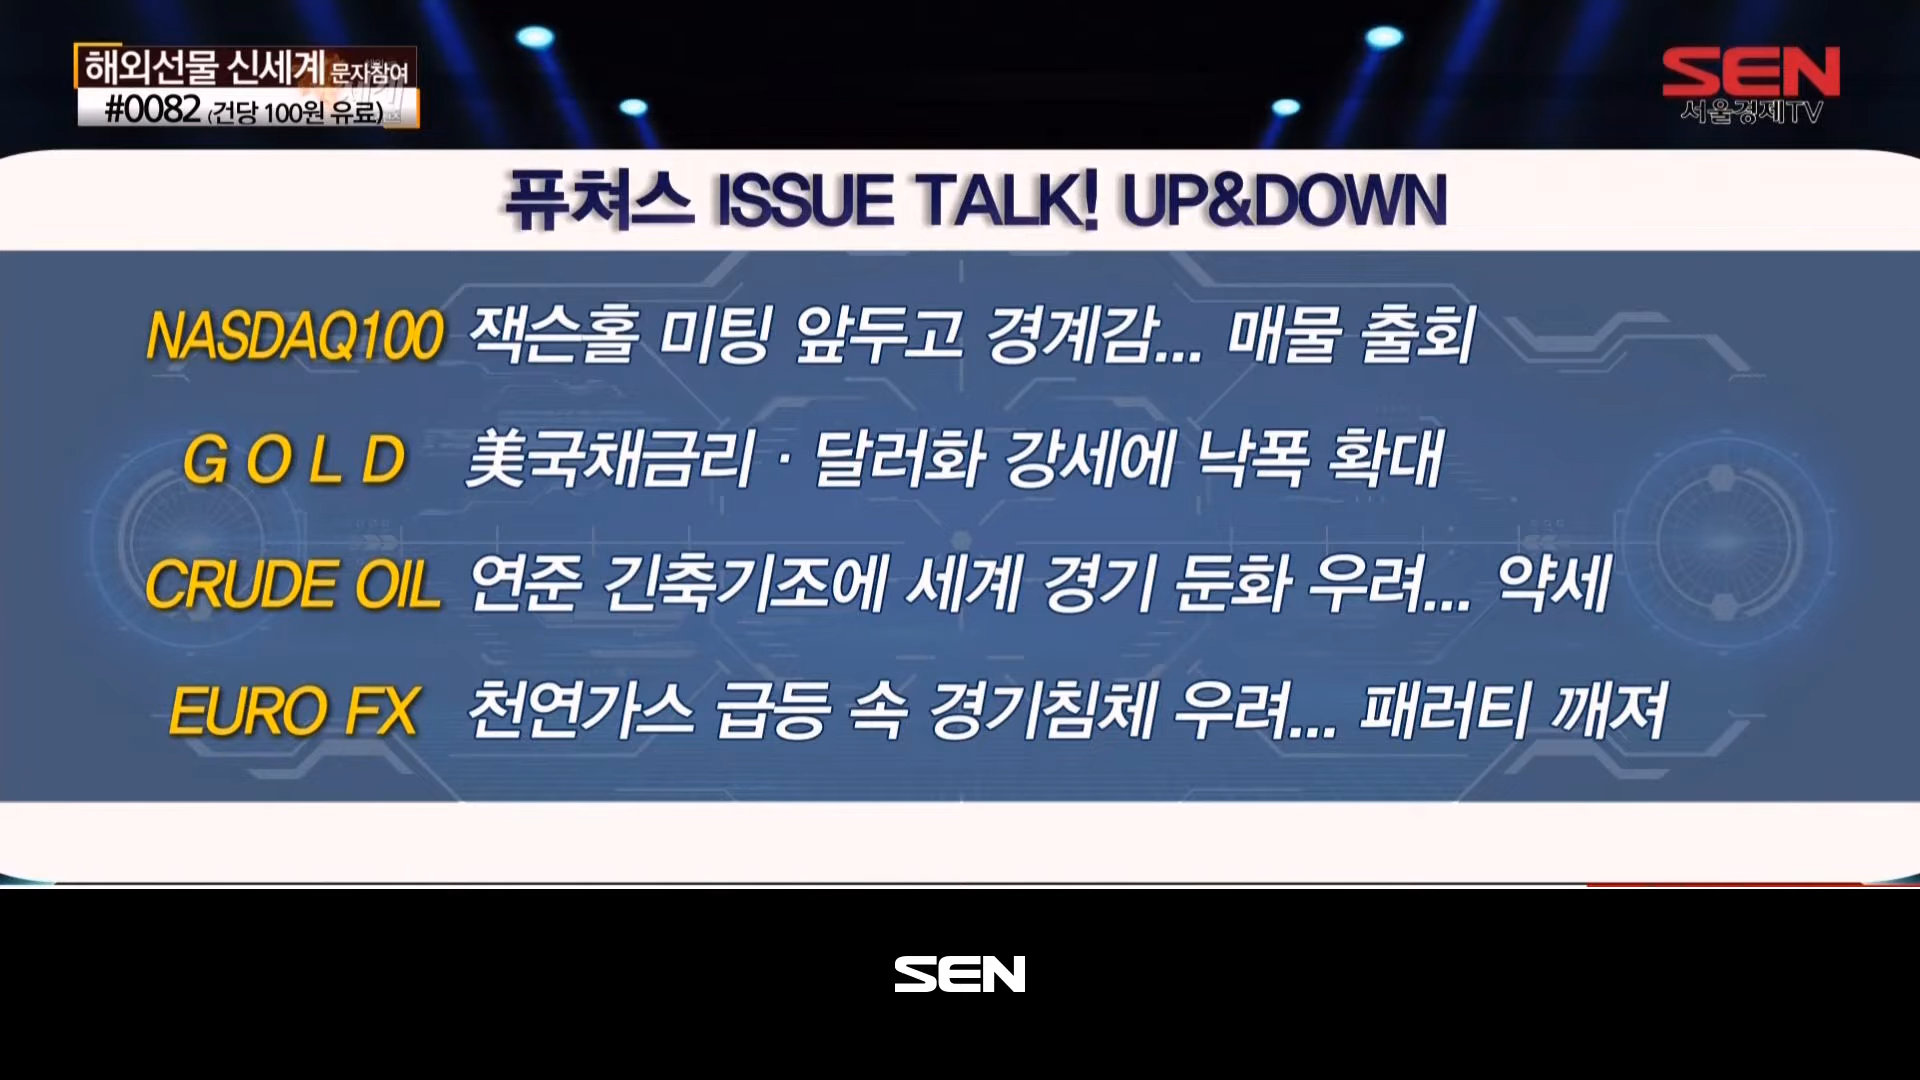 해외선물 신세계 문자참여
#0082 (건당 100원 유료)
SEN
서울경제TV
퓨쳐스 ISSUE TALK! UP&DOWN
NASDAQ100 잭슨홀 미팅 앞두고 경계감... 매물 출회
GOLD 美국채금리·달러화 강세에 낙폭 확대
CRUDE OIL 연준 긴축기조에 세계 경기 둔화 우려... 약세
EURO FX 천연가스 급등 속 경기침체 우려... 패러티 깨져
SEN